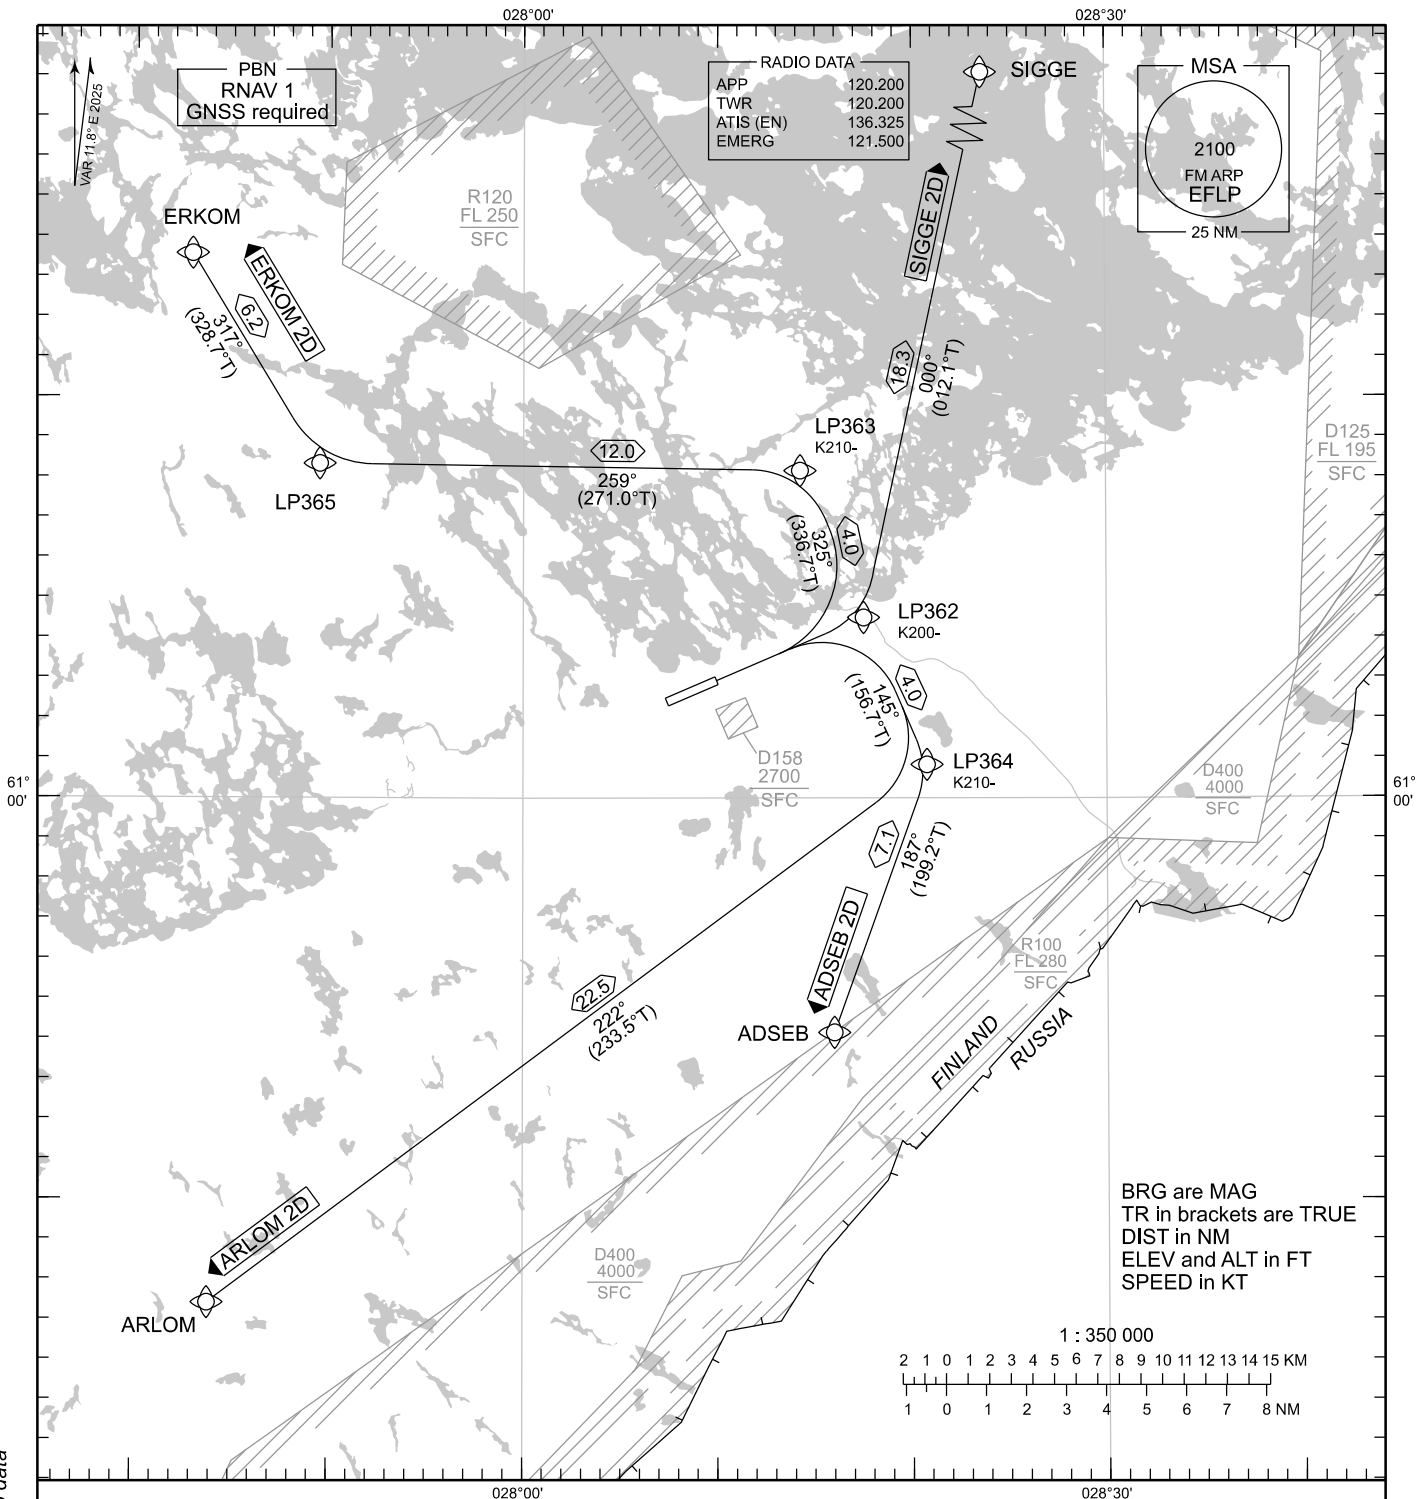 028°00'
028°30'
VAR 11.8° E 2025
PBN
RNAV 1
GNSS required
RADIO DATA
APP 120.200
TWR 120.200
ATIS (EN) 136.325
EMERG 121.500
SIGGE
MSA
2100
FM ARP
EFLP
25 NM
R120
FL 250
SFC
ERKOM
ERKOM 2D
6.2
317°
(328.7°T)
SIGGE 2D
18.3
000°
(012.1°T)
LP363
K210-
D125
FL 195
SFC
12.0
259°
(271.0°T)
LP365
4.0
325°
(336.7°T)
LP362
K200-
4.0
145°
(156.7°T)
D158
2700
SFC
LP364
K210-
D400
4000
SFC
61°
00'
61°
00'
7.1
187°
(199.2°T)
ADSEB 2D
R100
FL 280
SFC
22.5
222°
(233.5°T)
ADSEB
FINLAND
RUSSIA
ARLOM 2D
ARLOM
D400
4000
SFC
BRG are MAG
TR in brackets are TRUE
DIST in NM
ELEV and ALT in FT
SPEED in KT
1 : 350 000
2 1 0 1 2 3 4 5 6 7 8 9 10 11 12 13 14 15 KM
1 0 1 2 3 4 5 6 7 8 NM
data
028°00'
028°30'